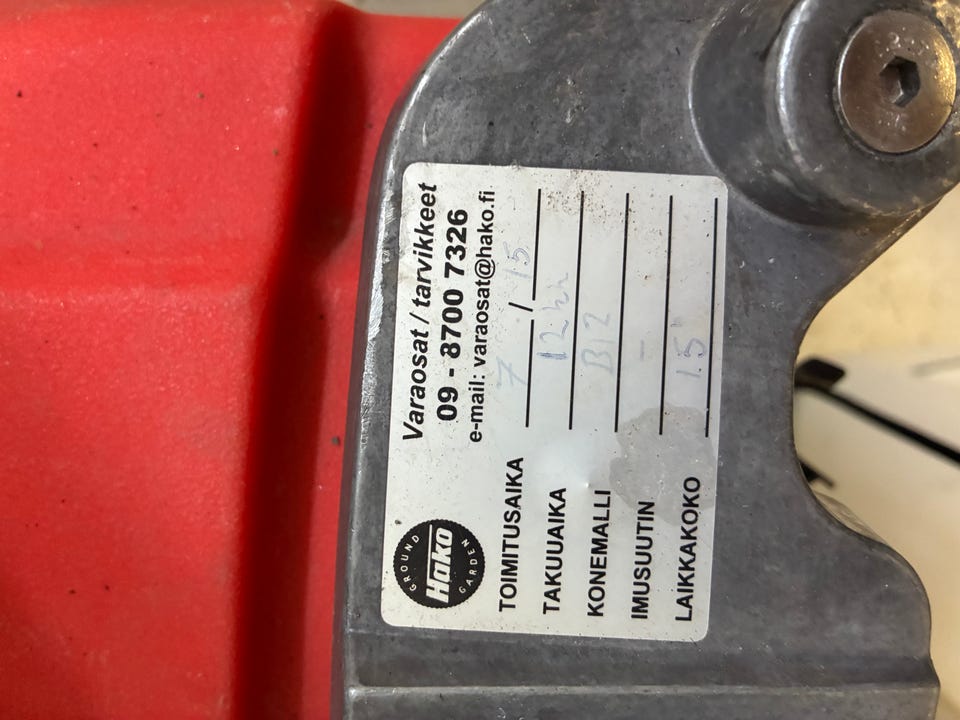 Varaosat / tarvikkeet
09 - 8700 7326
e-mail: varaosat@hako.fi
GROUND
Hako
GARDEN
TOIMITUSAIKA 7 / 15
TAKUUAIKA 12
KONEMALLI B12
IMUSUUTIN -
LAIKKAKOKO 15"